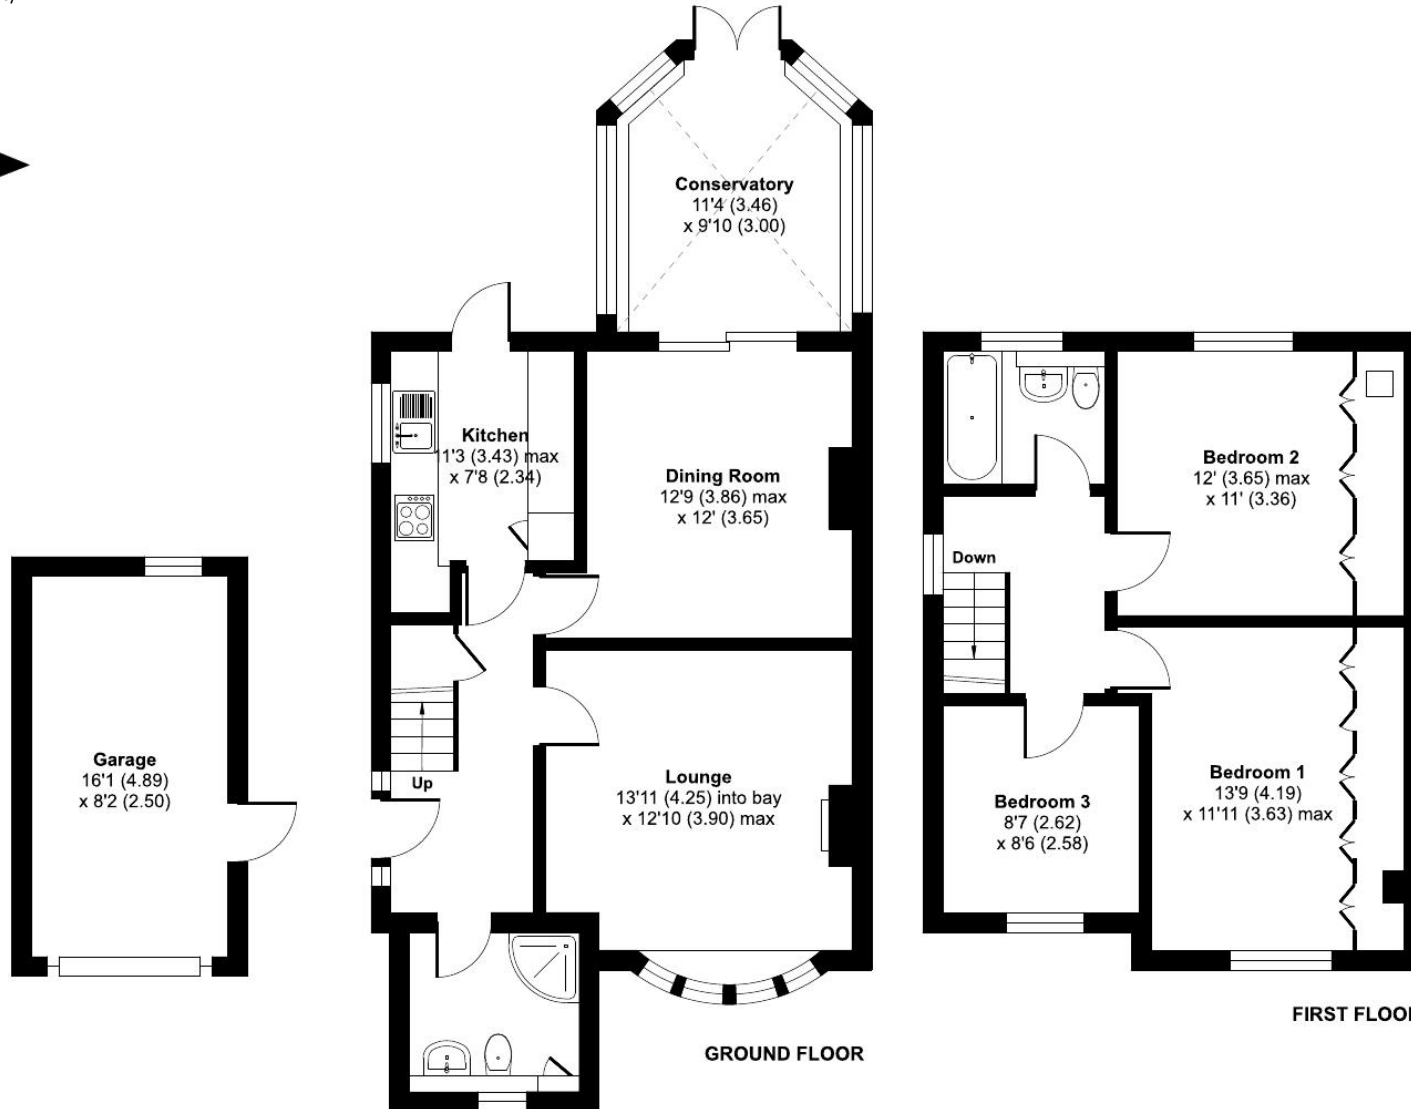 Conservatory
11'4 (3.46)
x 9'10 (3.00)
Kitchen
11'3 (3.43) max
x 7'8 (2.34)
Dining Room
12'9 (3.86) max
x 12' (3.65)
Garage
16'1 (4.89)
x 8'2 (2.50)
Up
Lounge
13'11 (4.25) into bay
x 12'10 (3.90) max
GROUND FLOOR
Bedroom 2
12' (3.65) max
x 11' (3.36)
Down
Bedroom 1
13'9 (4.19)
x 11'11 (3.63) max
Bedroom 3
8'7 (2.62)
x 8'6 (2.58)
FIRST FLOO